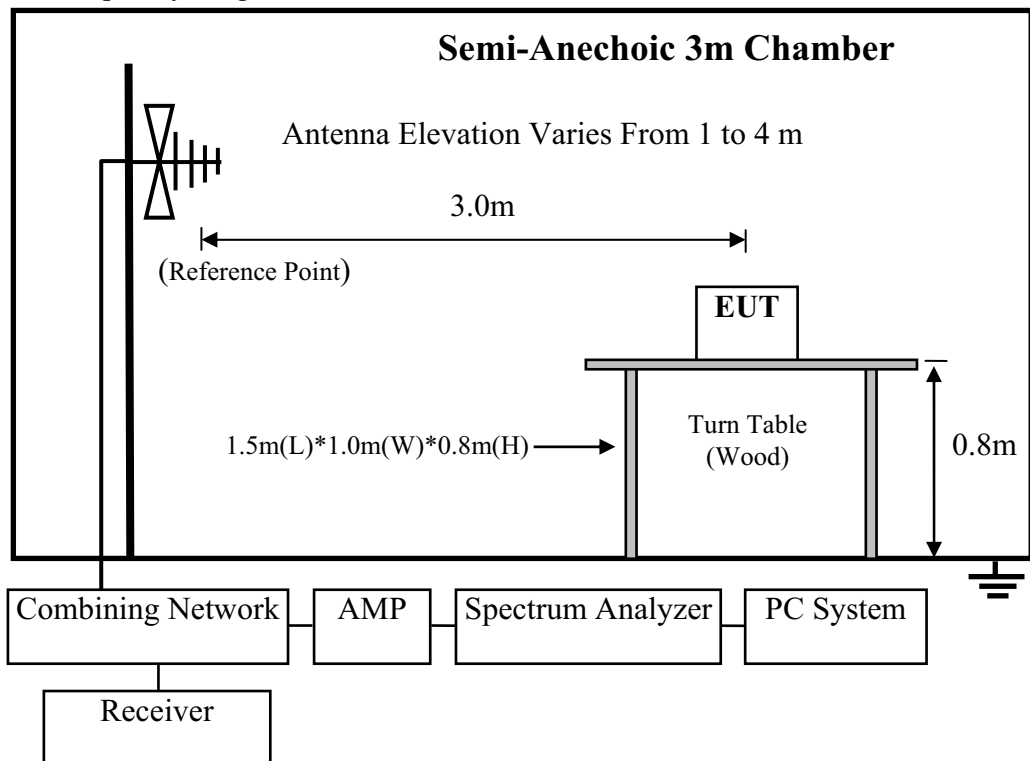 Semi-Anechoic 3m Chamber
Antenna Elevation Varies From 1 to 4 m
3.0m
(Reference Point)
EUT
1.5m(L)*1.0m(W)*0.8m(H)
Turn Table
(Wood)
0.8m
Combining Network
AMP
Spectrum Analyzer
PC System
Receiver